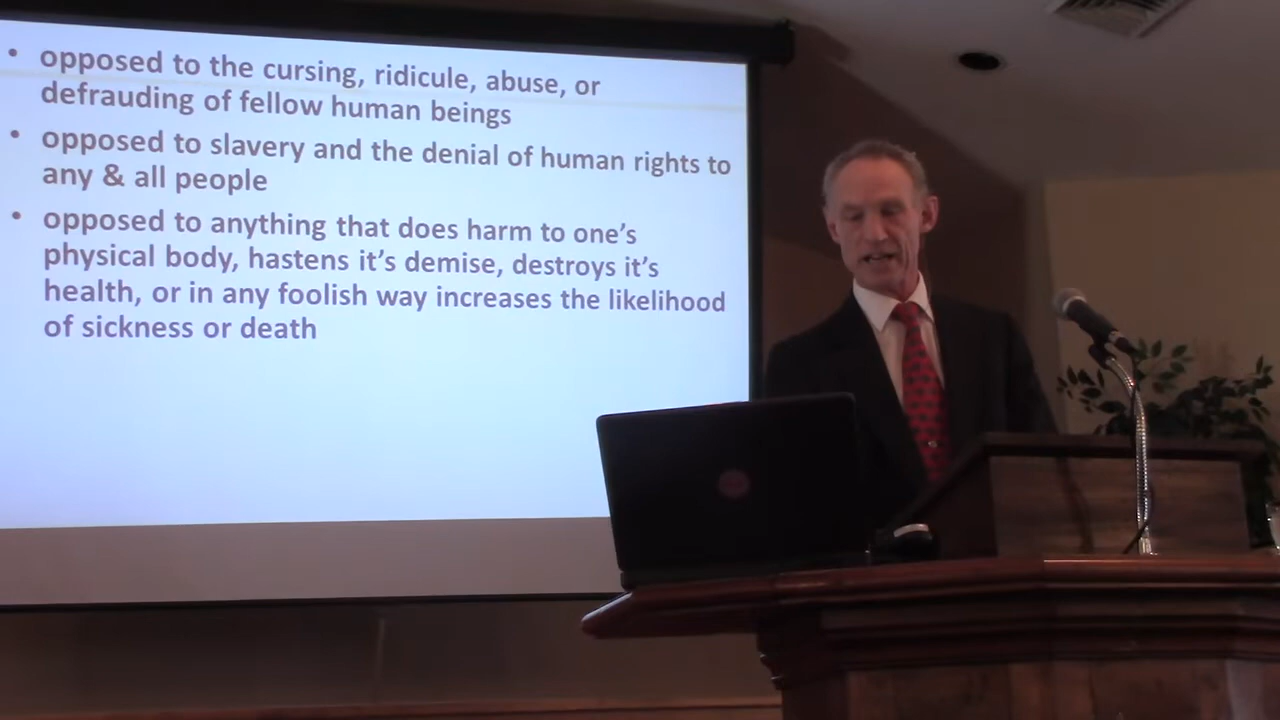 • opposed to the cursing, ridicule, abuse, or
defrauding of fellow human beings
• opposed to slavery and the denial of human rights to
any & all people
• opposed to anything that does harm to one’s
physical body, hastens it’s demise, destroys it’s
health, or in any foolish way increases the likelihood
of sickness or death